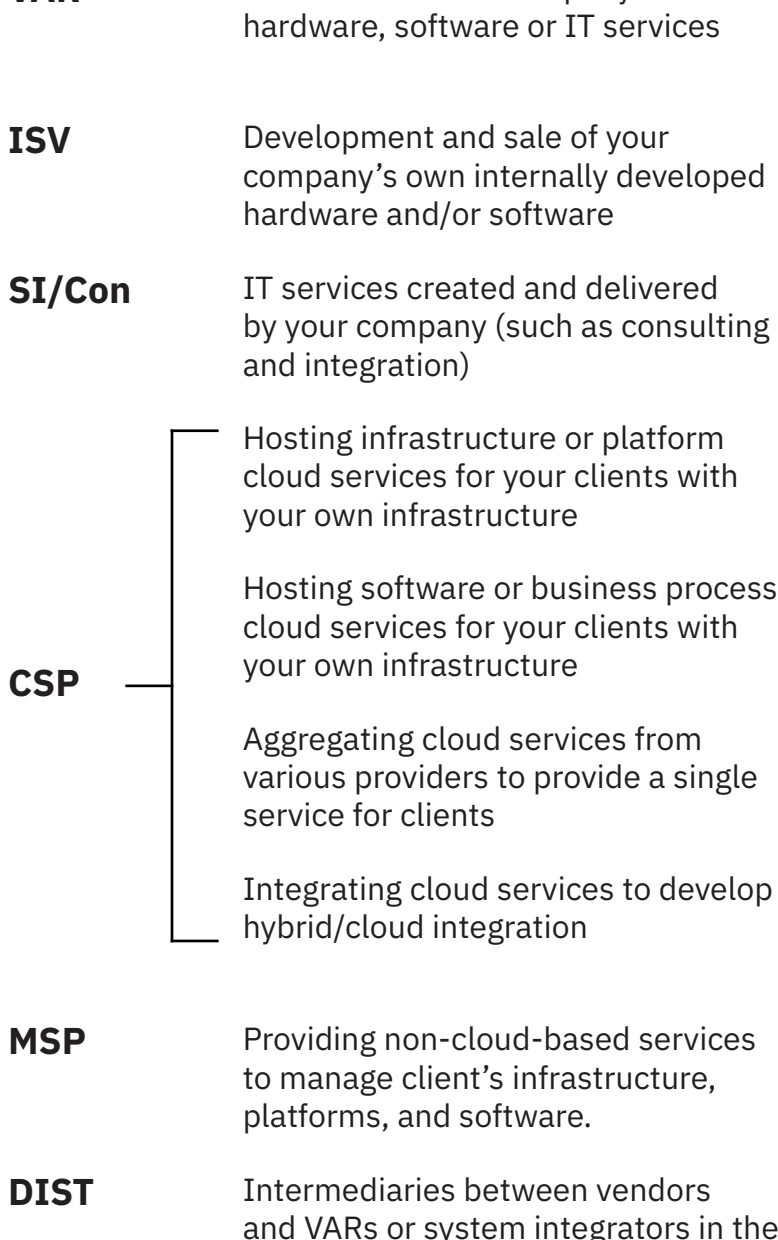 hardware, software or IT services
ISV
Development and sale of your
company’s own internally developed
hardware and/or software
SI/Con
IT services created and delivered
by your company (such as consulting
and integration)
Hosting infrastructure or platform
cloud services for your clients with
your own infrastructure
Hosting software or business process
cloud services for your clients with
your own infrastructure
CSP
Aggregating cloud services from
various providers to provide a single
service for clients
Integrating cloud services to develop
hybrid/cloud integration
MSP
Providing non-cloud-based services
to manage client’s infrastructure,
platforms, and software.
DIST
Intermediaries between vendors
and VARs or system integrators in the